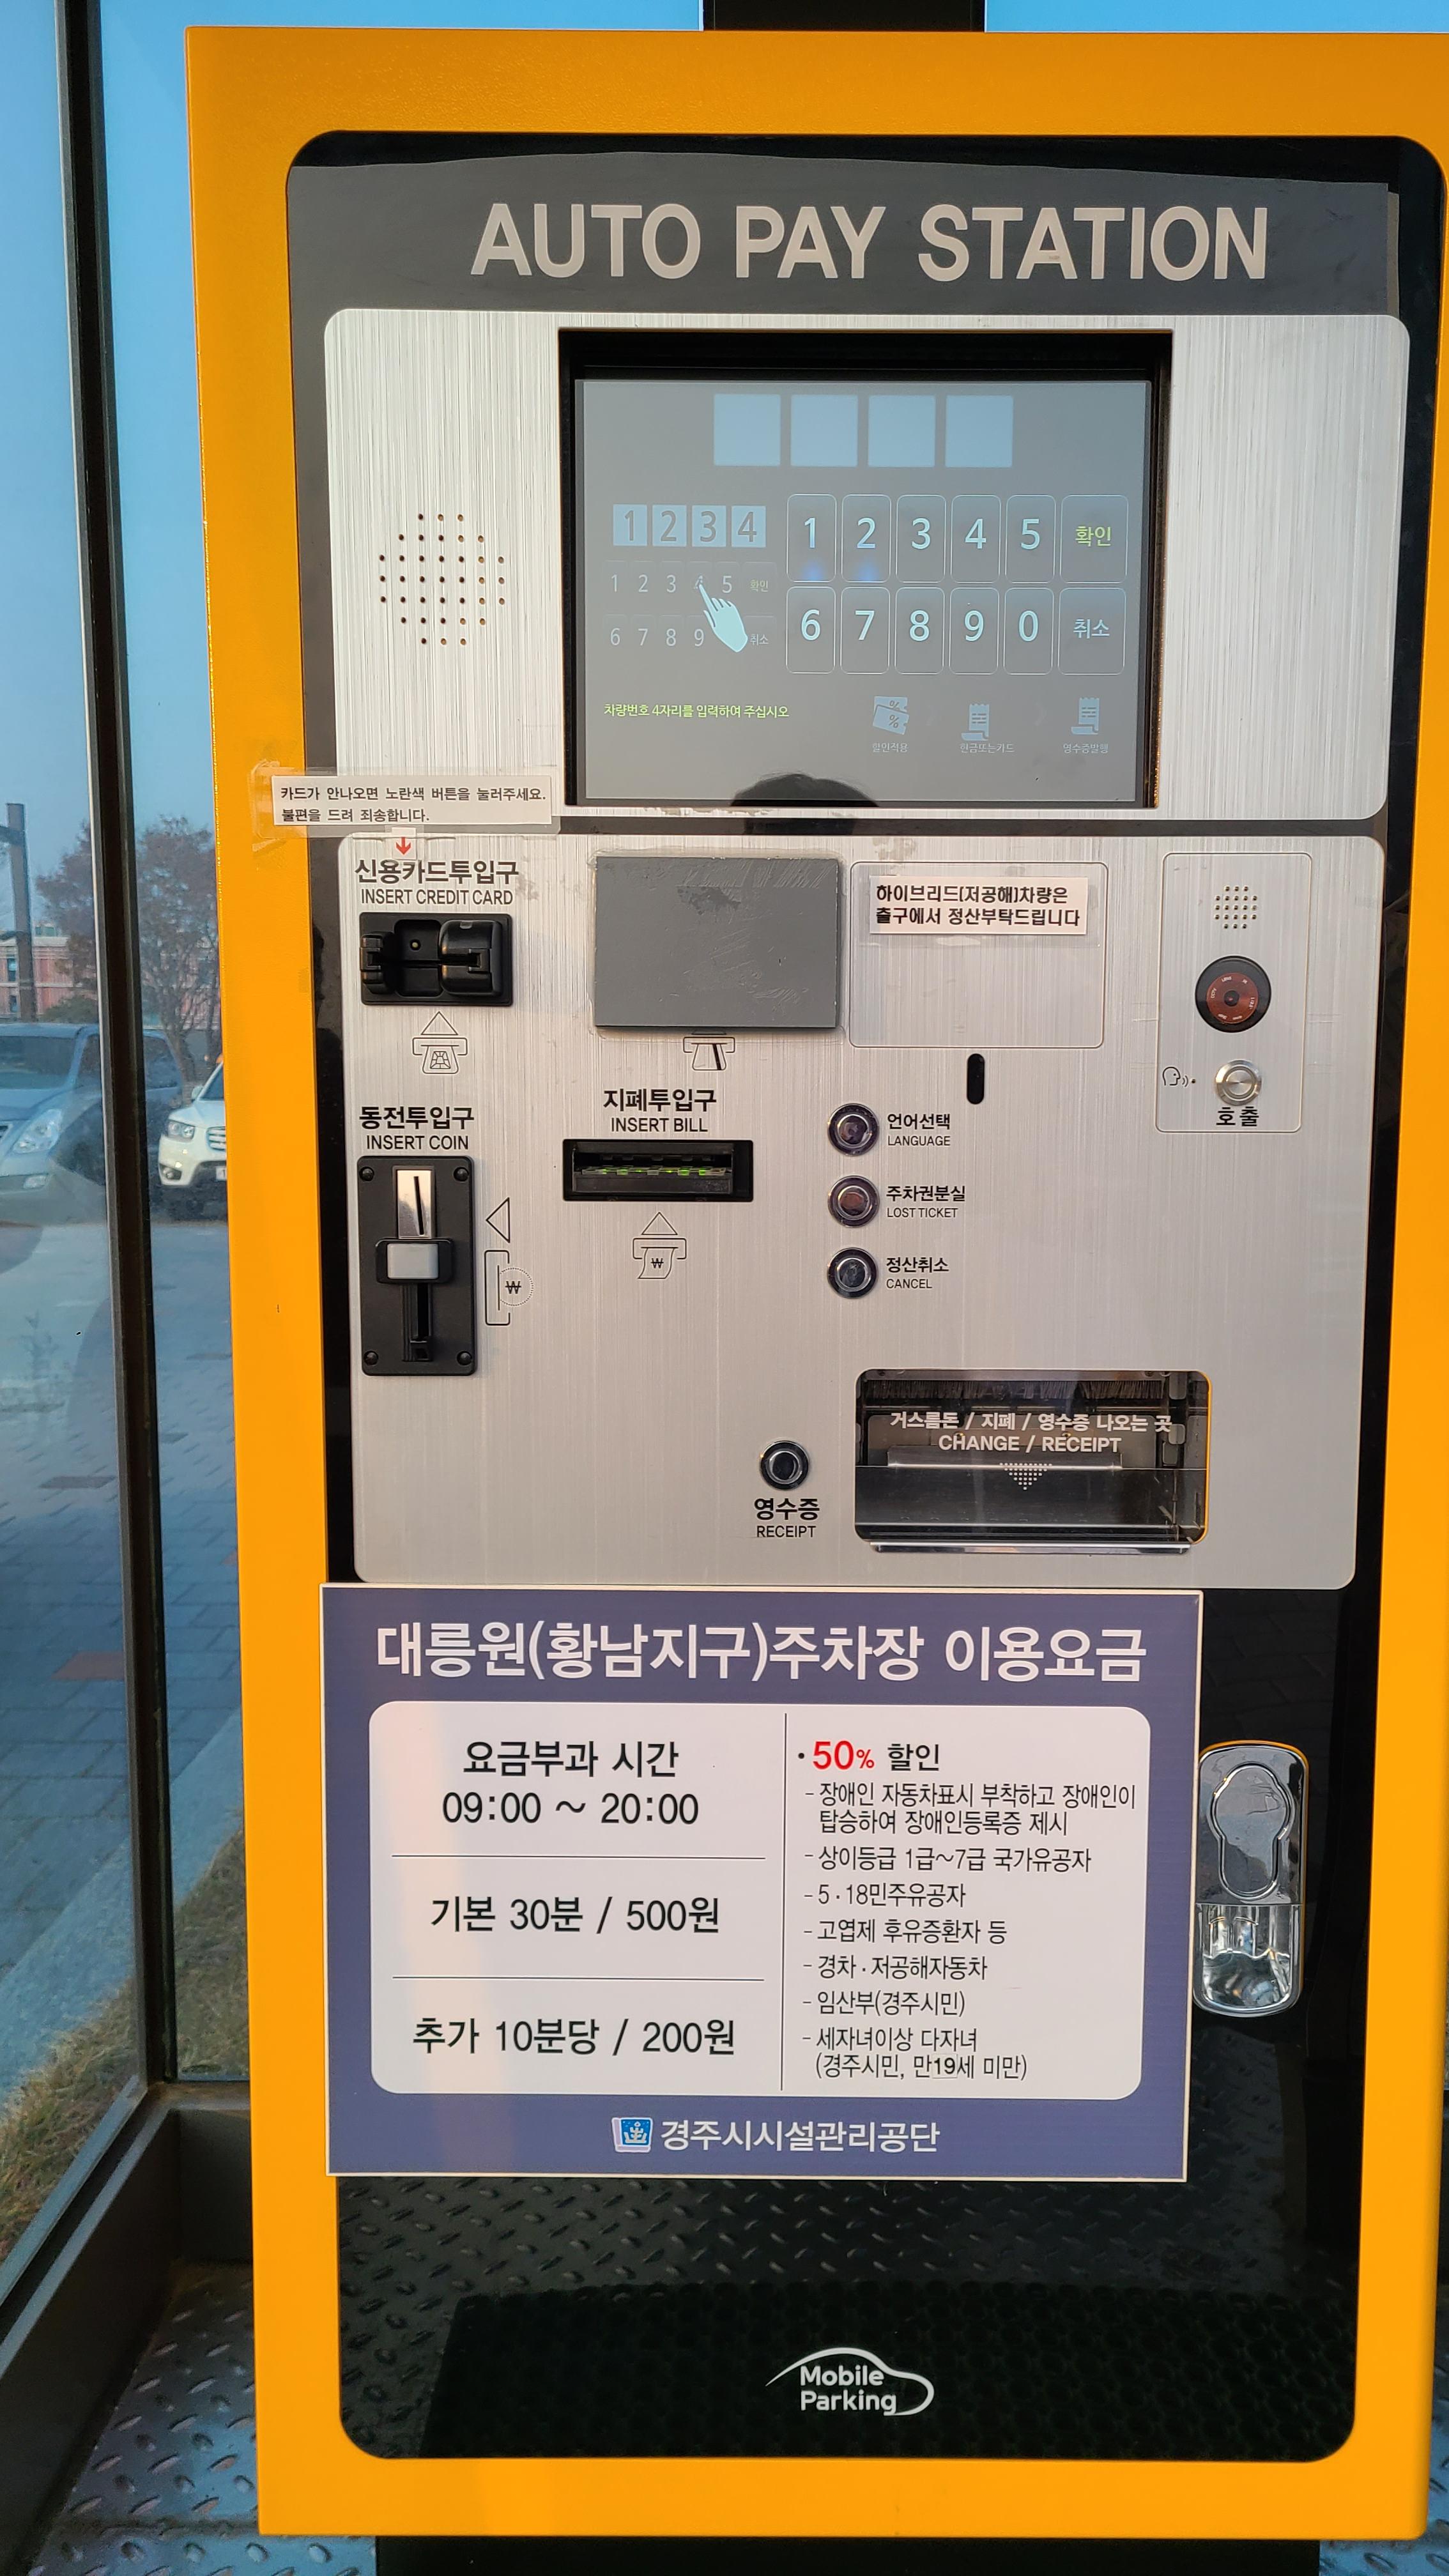 AUTO PAY STATION
1 2 3 4
1 2 3 4 5 확인
6 7 8 9 취소
1 2 3 4 5 확인
6 7 8 9 0 취소
차량번호 4자리를 입력하여 주십시오
할인적용 현금또는카드 영수증발행
카드가 안나오면 노란색 버튼을 눌러주세요.
불편을 드려 죄송합니다.
신용카드투입구
INSERT CREDIT CARD
하이브리드(저공해)차량은
출구에서 정산부탁드립니다
호출
동전투입구
INSERT COIN
지폐투입구
INSERT BILL
언어선택
LANGUAGE
주차권분실
LOST TICKET
정산취소
CANCEL
거스름돈 / 지폐 / 영수증 나오는 곳
CHANGE / RECEIPT
영수증
RECEIPT
대릉원(황남지구)주차장 이용요금
요금부과 시간
09:00 ~ 20:00
기본 30분 / 500원
추가 10분당 / 200원
·50% 할인
- 장애인 자동차표시 부착하고 장애인이
탑승하여 장애인등록증 제시
- 상이등급 1급~7급 국가유공자
- 5·18민주유공자
- 고엽제 후유증환자 등
- 경차·저공해자동차
- 임산부(경주시민)
- 세자녀이상 다자녀
(경주시민, 만19세 미만)
경주시시설관리공단
Mobile
Parking